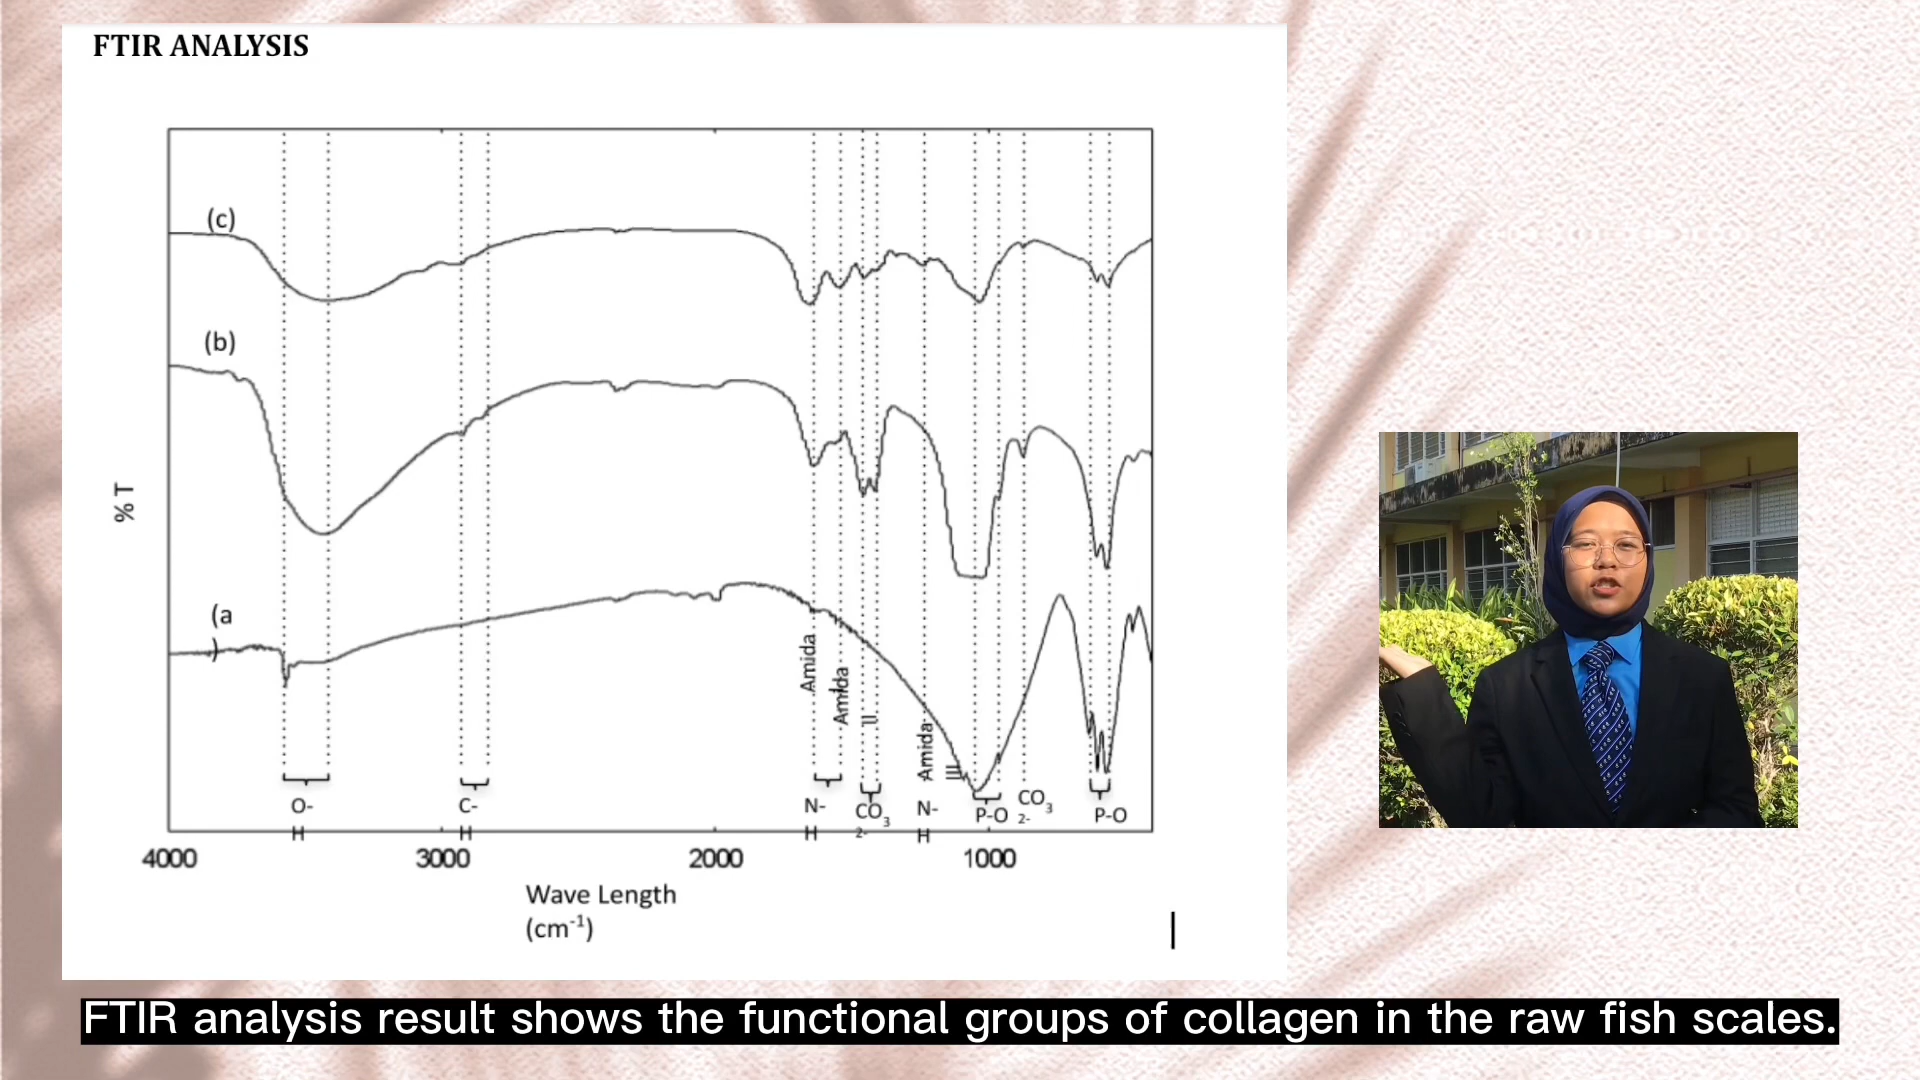 FTIR ANALYSIS
(c)
(b)
(a
)
% T
Amida
Amida
II
Amida
III
O-
H
C-
H
N-
H
CO3
2-
N-
H
P-O
CO3
2-
P-O
4000 3000 2000 1000
Wave Length
(cm-1)
FTIR analysis result shows the functional groups of collagen in the raw fish scales.